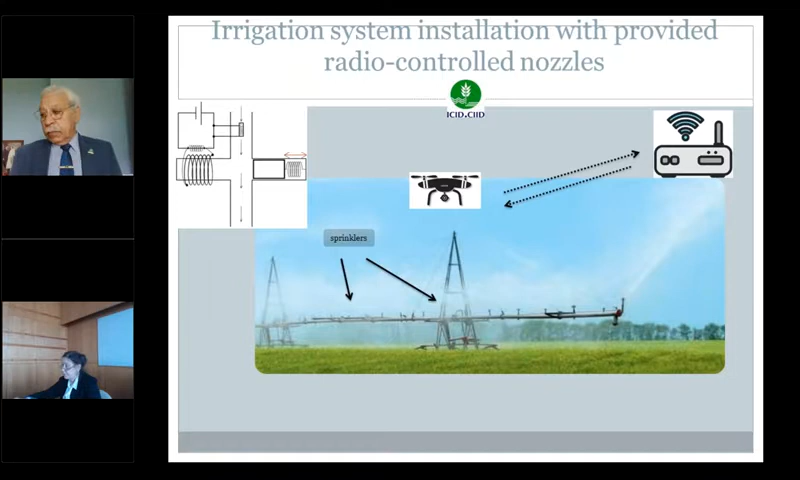 Irrigation system installation with provided
radio-controlled nozzles
ICID.CIID
sprinklers